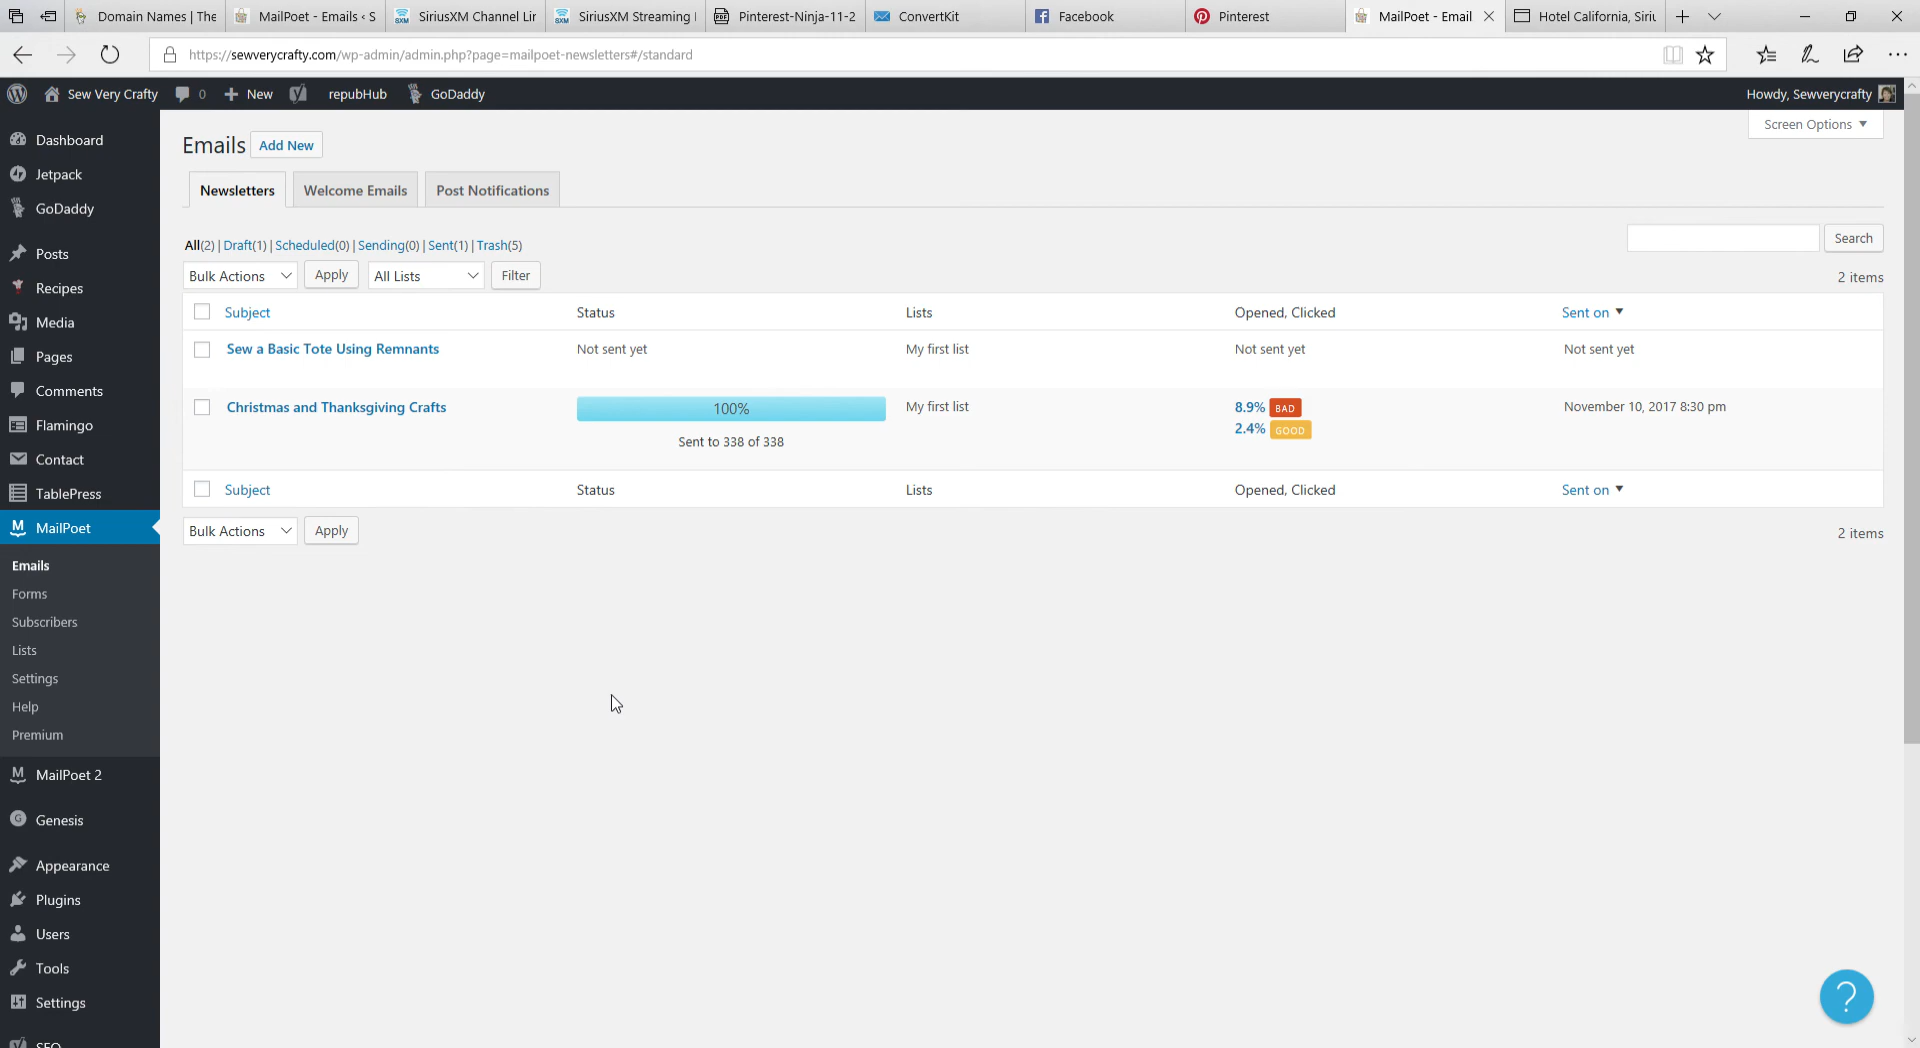 Domain Names | The
MailPoet - Emails ‹ S
SiriusXM Channel Lir
SiriusXM Streaming
Pinterest-Ninja-11-2
ConvertKit
Facebook
Pinterest
MailPoet - Email
Hotel California, Siriu
https://sewverycrafty.com/wp-admin/admin.php?page=mailpoet-newsletters#/standard
Sew Very Crafty
0
New
repubHub
GoDaddy
Howdy, Sewverycrafty
Screen Options
Dashboard
Jetpack
GoDaddy
Posts
Recipes
Media
Pages
Comments
Flamingo
Contact
TablePress
MailPoet
Emails
Forms
Subscribers
Lists
Settings
Help
Premium
MailPoet 2
Genesis
Appearance
Plugins
Users
Tools
Settings
SEO
Emails Add New
Newsletters Welcome Emails Post Notifications
All(2) | Draft(1) | Scheduled(0) | Sending(0) | Sent(1) | Trash(5)
Search
Bulk Actions Apply All Lists Filter
2 items
Subject Status Lists Opened, Clicked Sent on
Sew a Basic Tote Using Remnants Not sent yet My first list Not sent yet Not sent yet
Christmas and Thanksgiving Crafts 100% My first list 8.9% BAD November 10, 2017 8:30 pm
2.4% GOOD
Sent to 338 of 338
Subject Status Lists Opened, Clicked Sent on
Bulk Actions Apply
2 items
?